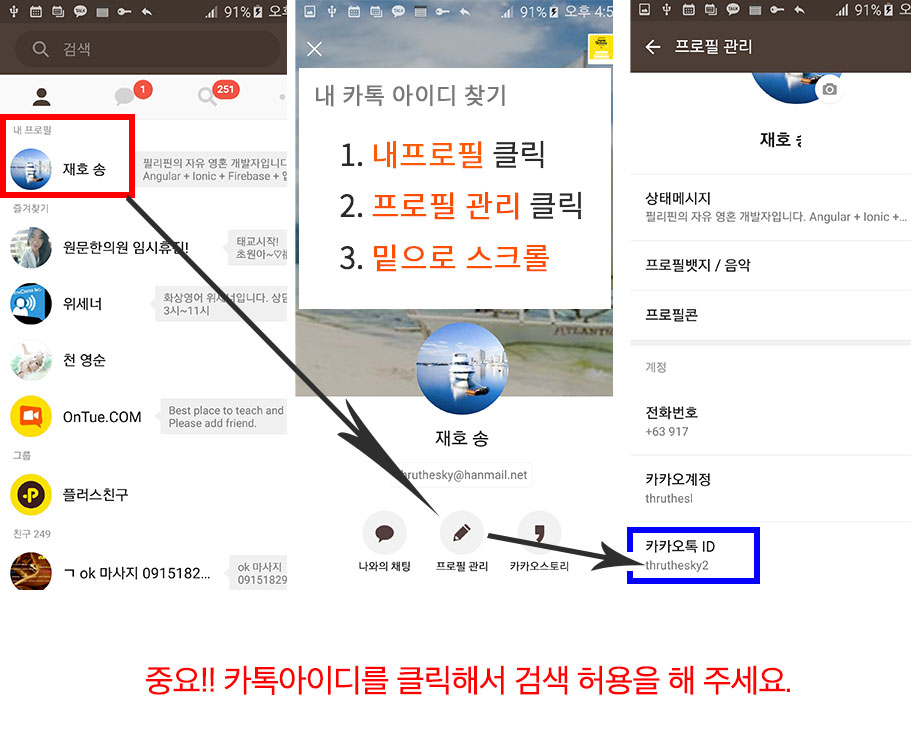 91%
검색
1
251
내 프로필
재호 송
필리핀의 자유 영혼 개발자입니다
Angular + Ionic + Firebase +
즐겨찾기
원문한의원 임시휴진!
태교시작!
초원아~♡
위세너
화상영어 위세너입니다. 상담
3시~11시
천 영순
OnTue.COM
Best place to teach and
Please add friend.
그룹
플러스친구
친구 249
ㄱ ok 마사지 0915182...
ok 마사지
09151829
91% 오후 4:5
내 카톡 아이디 찾기
1. 내프로필 클릭
2. 프로필 관리 클릭
3. 밑으로 스크롤
재호 송
thruthesky@hanmail.net
나와의 채팅
프로필 관리
카카오스토리
91%
프로필 관리
재호
상태메시지
필리핀의 자유 영혼 개발자입니다. Angular + Ionic +...
프로필뱃지 / 음악
프로필콘
계정
전화번호
+63 917
카카오계정
thruthesl
카카오톡 ID
thruthesky2
중요!! 카톡아이디를 클릭해서 검색 허용을 해 주세요.